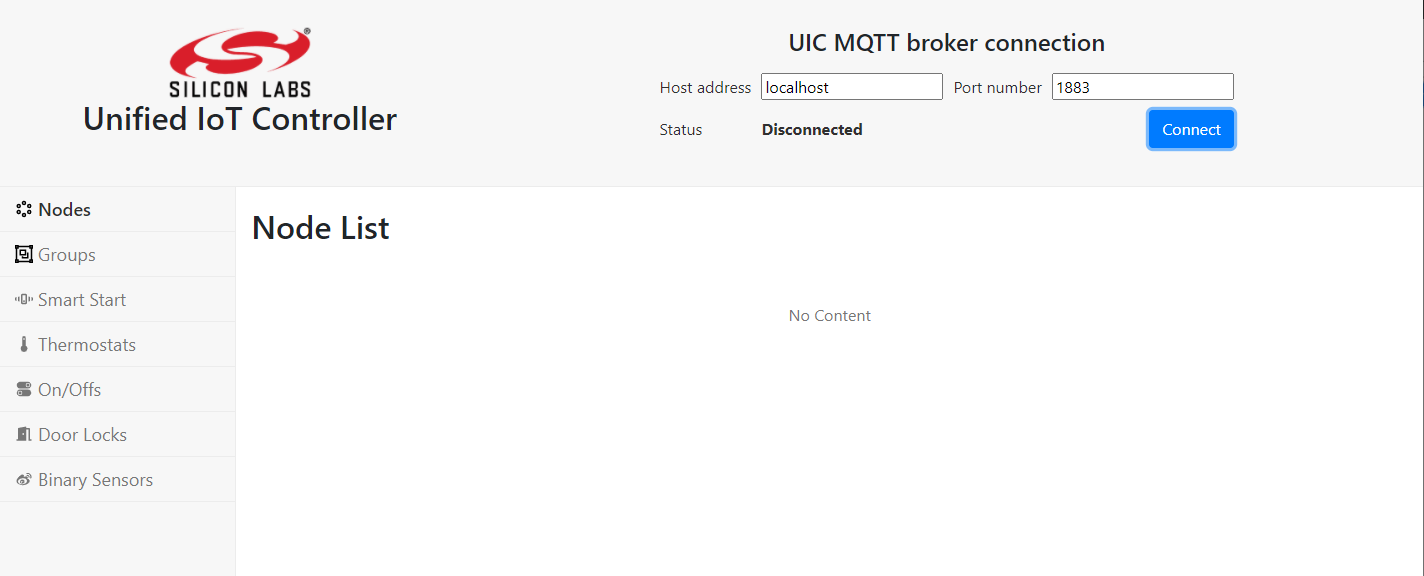 SILICON LABS
®
Unified IoT Controller
UIC MQTT broker connection
Host address localhost Port number 1883
Status Disconnected Connect
Nodes
Groups
Smart Start
Thermostats
On/Offs
Door Locks
Binary Sensors
Node List
No Content